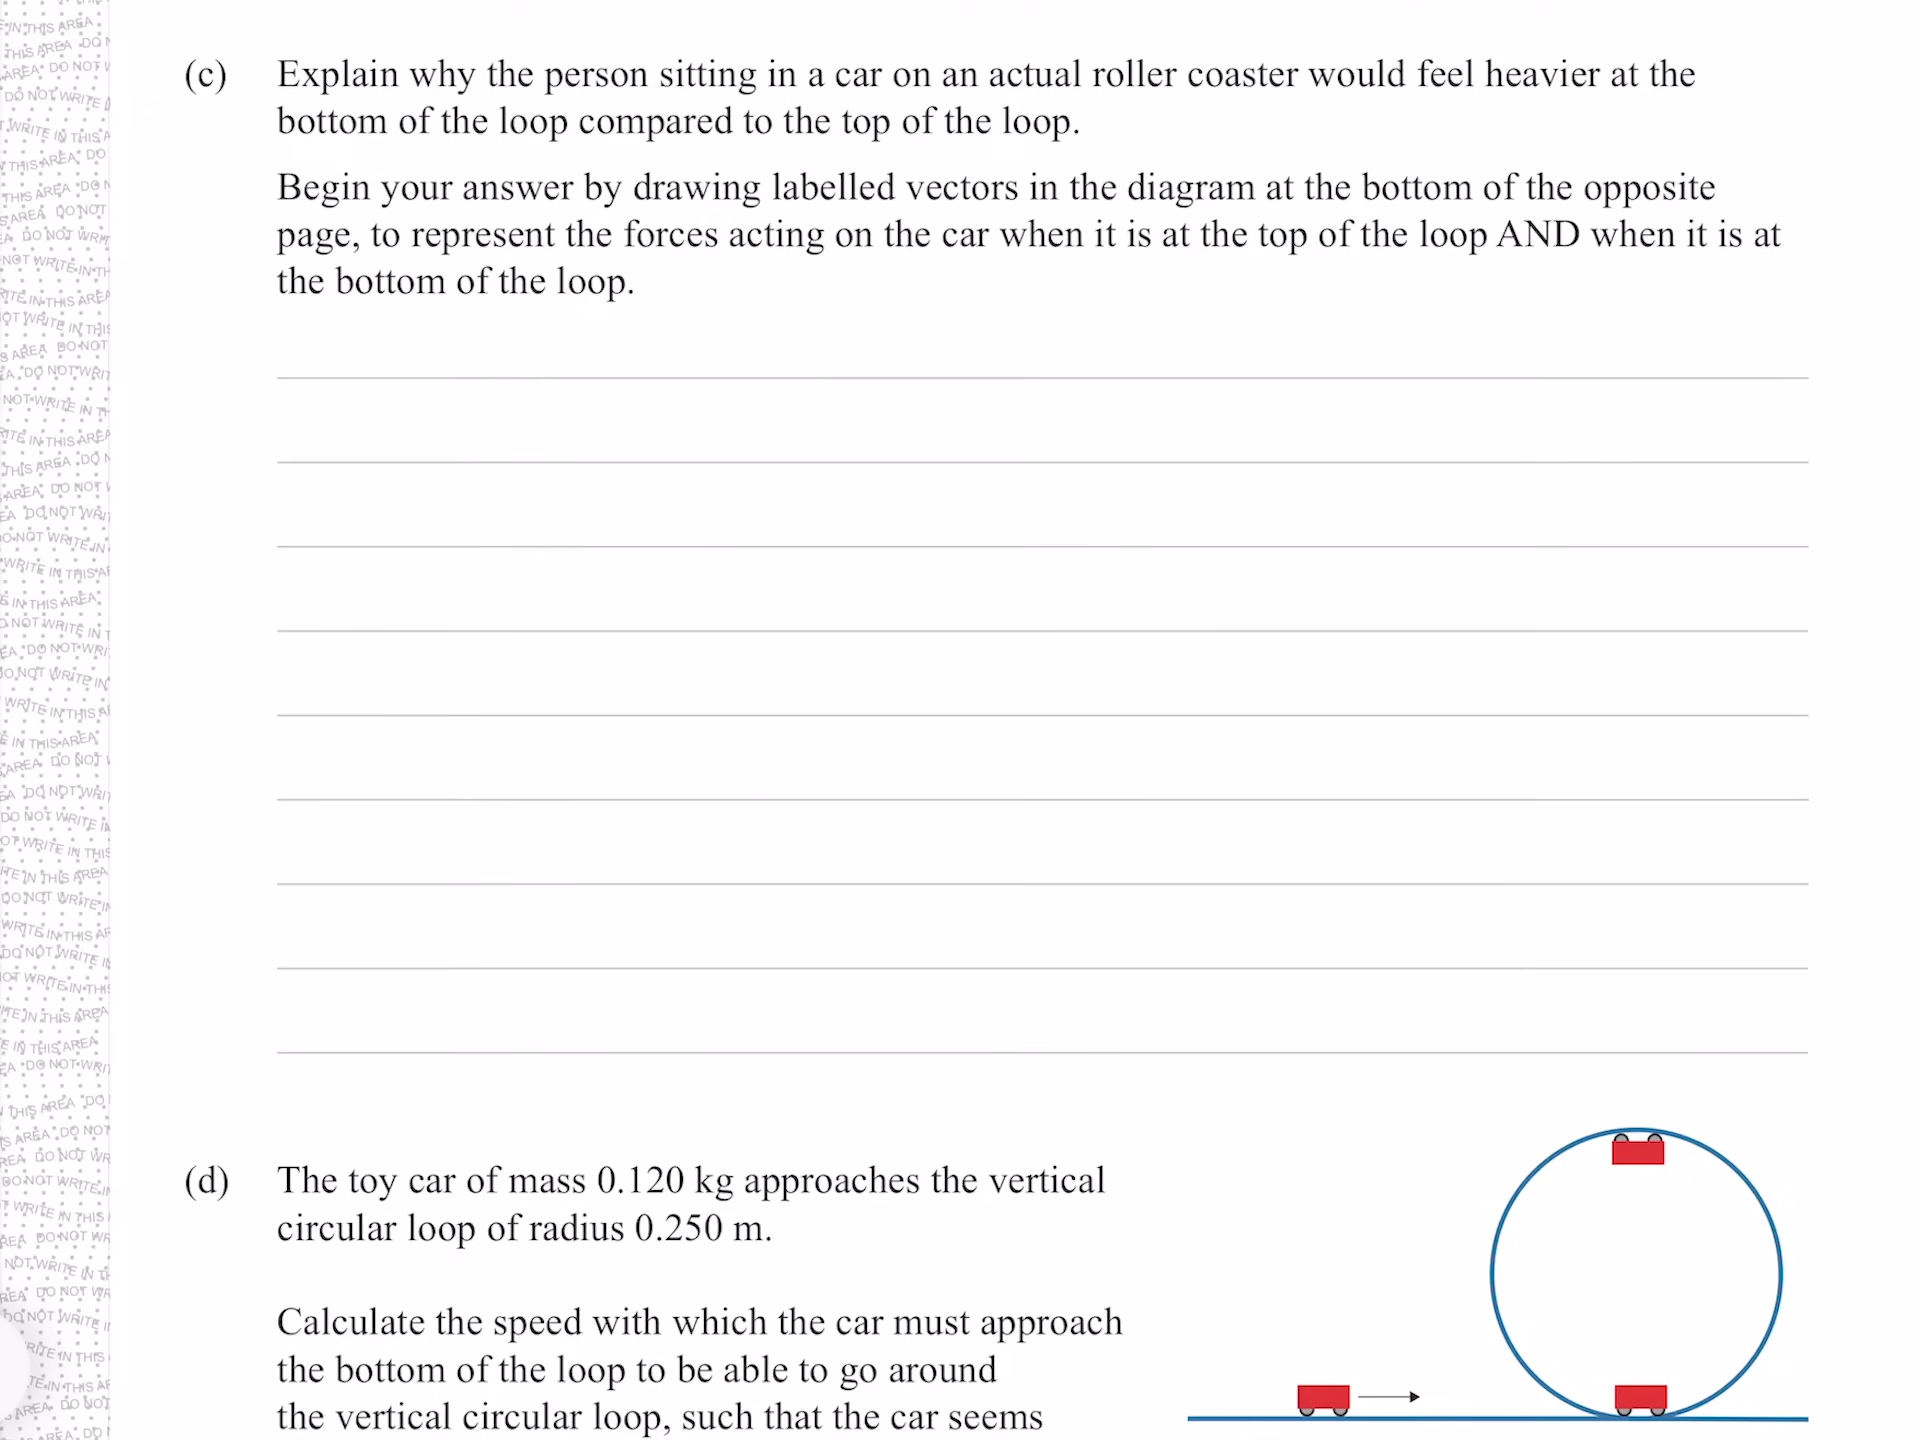 (c) Explain why the person sitting in a car on an actual roller coaster would feel heavier at the
bottom of the loop compared to the top of the loop.
Begin your answer by drawing labelled vectors in the diagram at the bottom of the opposite
page, to represent the forces acting on the car when it is at the top of the loop AND when it is at
the bottom of the loop.
(d) The toy car of mass 0.120 kg approaches the vertical
circular loop of radius 0.250 m.
Calculate the speed with which the car must approach
the bottom of the loop to be able to go around
the vertical circular loop, such that the car seems